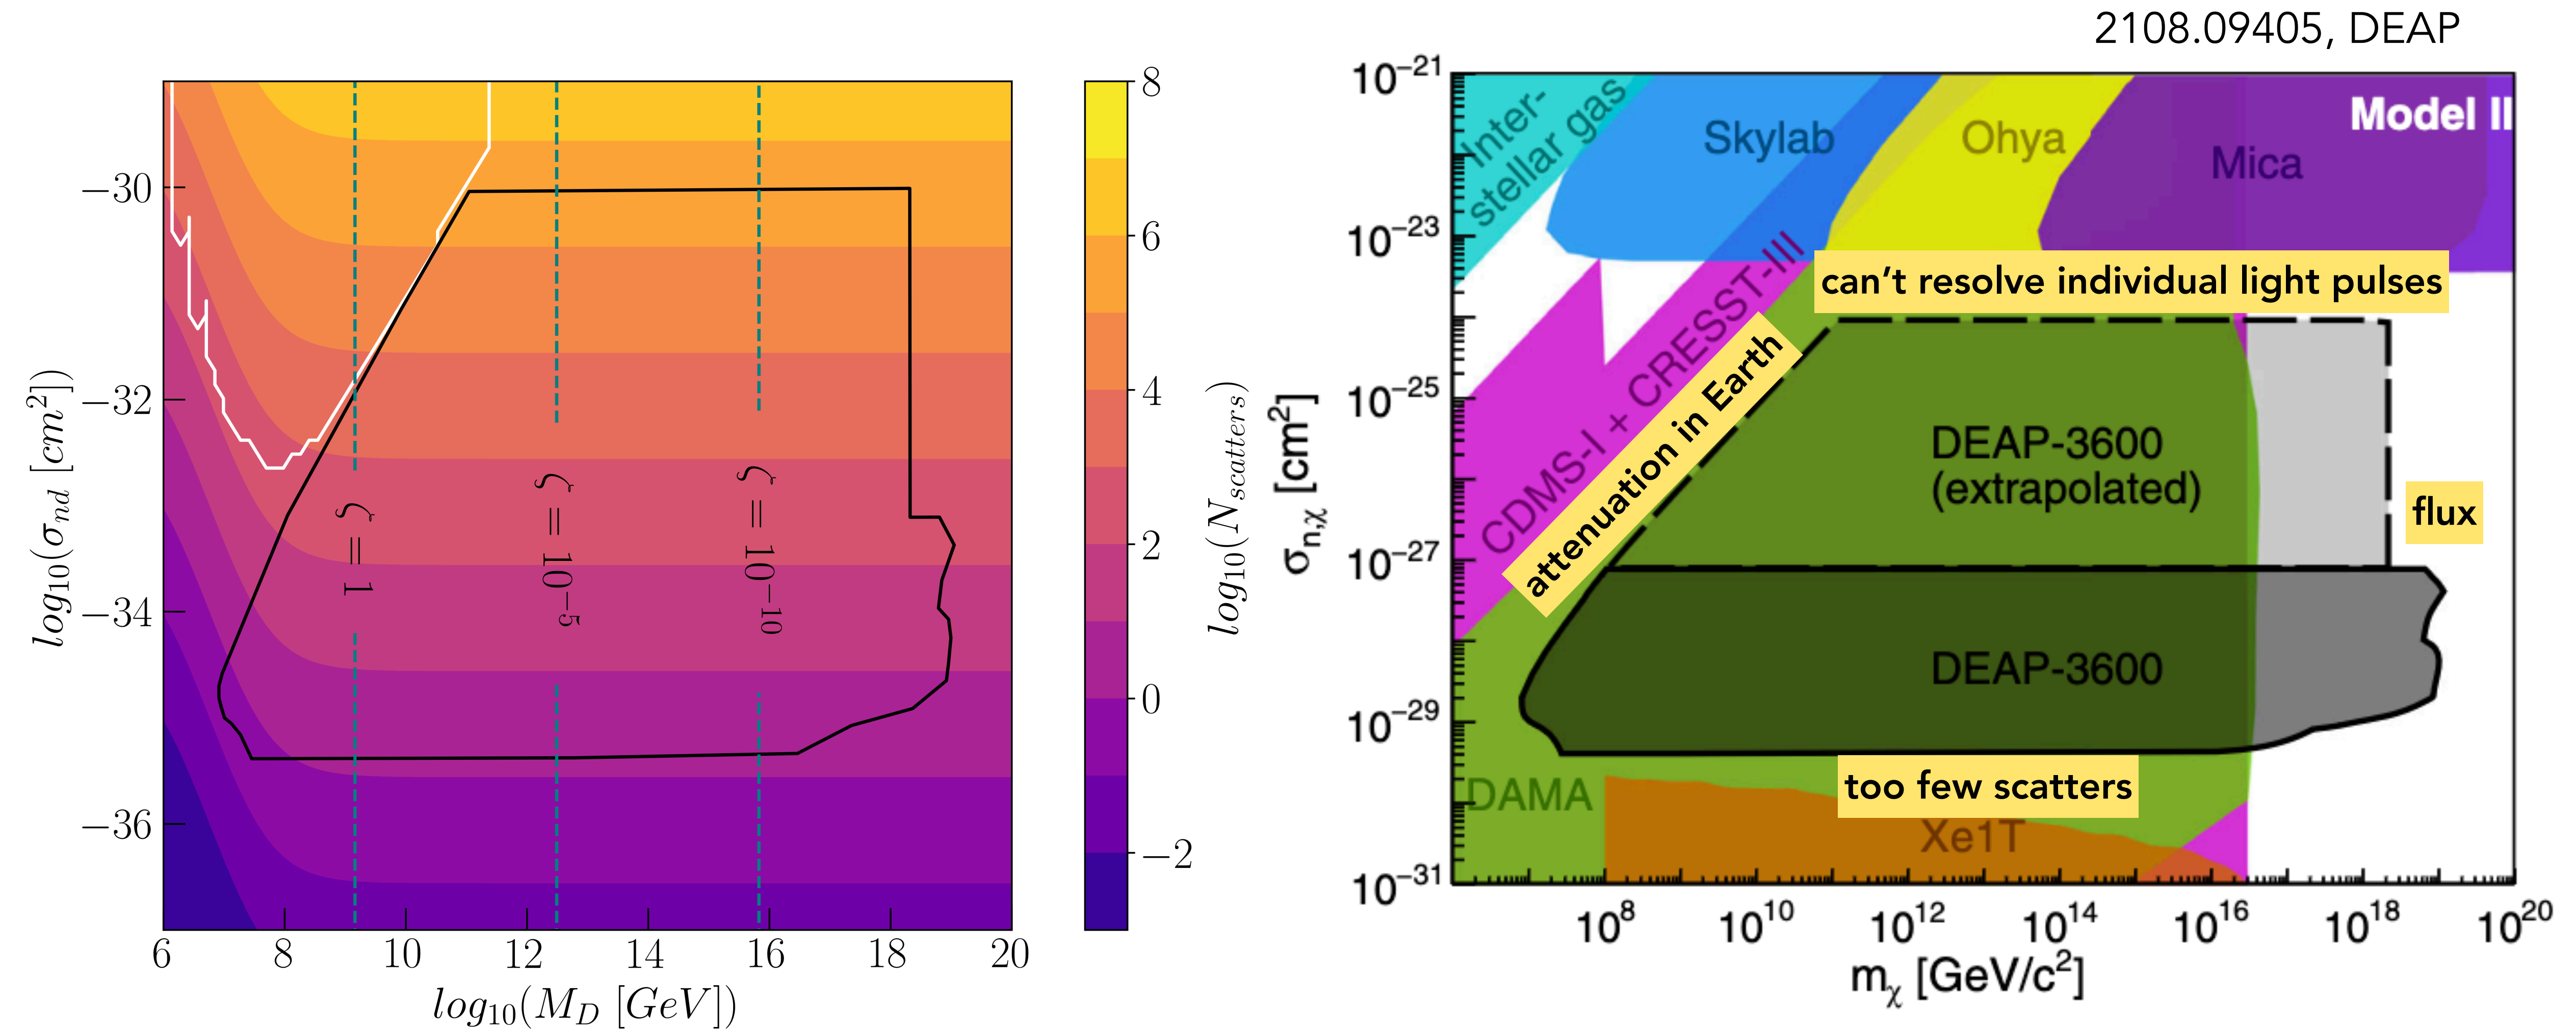 2108.09405, DEAP
−30
−32
−34
−36
log10(σnd [cm²])
ζ = 1
ζ = 10⁻⁵
ζ = 10⁻¹⁰
6
8
10
12
14
16
18
20
log10(MD [GeV])
8
6
4
2
0
−2
log10(Nscatters)
10⁻²¹
10⁻²³
10⁻²⁵
10⁻²⁷
10⁻²⁹
10⁻³¹
σn,χ [cm²]
Inter-
stellar gas
Skylab
Ohya
Mica
Model II
can’t resolve individual light pulses
CDMS-I + CRESST-III
attenuation in Earth
DEAP-3600
(extrapolated)
flux
DEAP-3600
DAMA
too few scatters
Xe1T
10⁸
10¹⁰
10¹²
10¹⁴
10¹⁶
10¹⁸
10²⁰
mχ [GeV/c²]